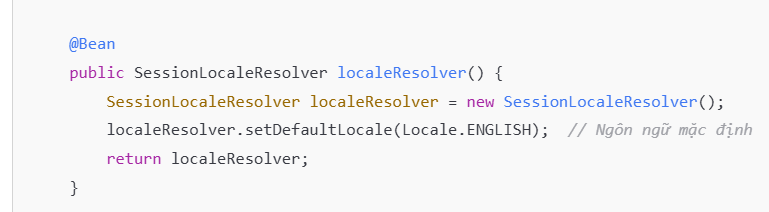 @Bean
public SessionLocaleResolver localeResolver() {
SessionLocaleResolver localeResolver = new SessionLocaleResolver();
localeResolver.setDefaultLocale(Locale.ENGLISH);  // Ngôn ngữ mặc định
return localeResolver;
}